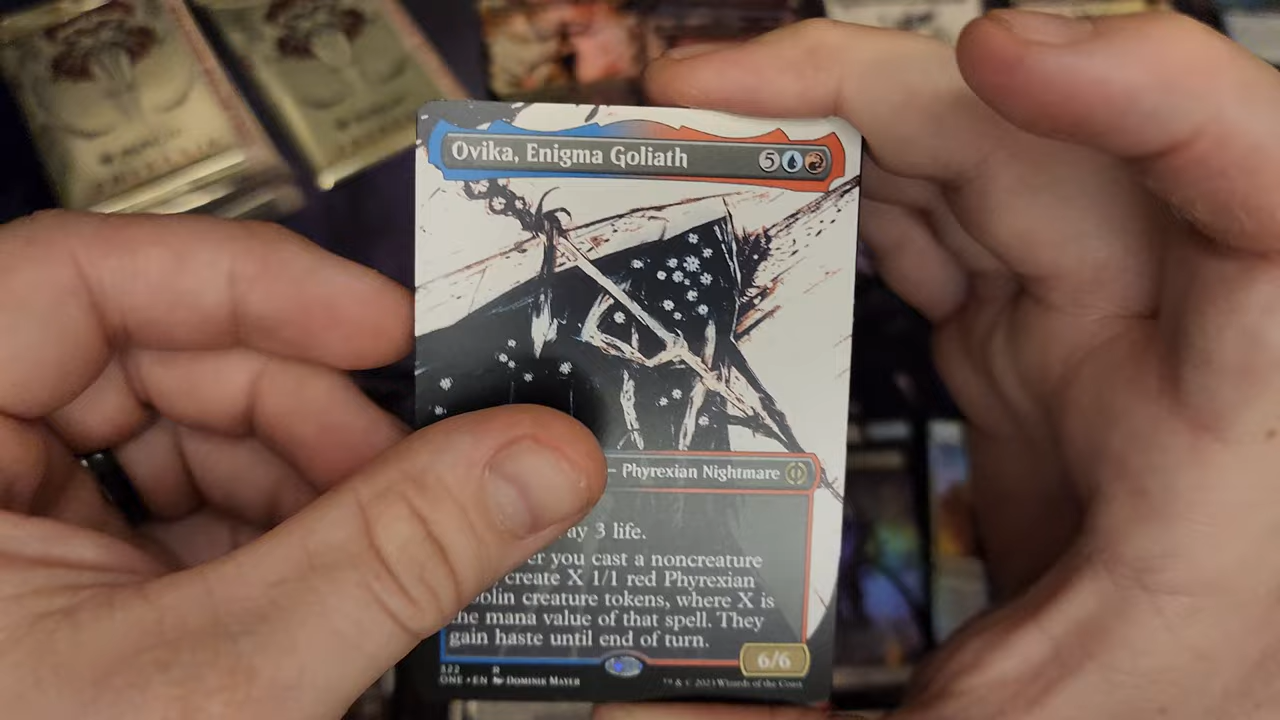 Ovika, Enigma Goliath 5
— Phyrexian Nightmare
ay 3 life.
er you cast a noncreature
, create X 1/1 red Phyrexian
oblin creature tokens, where X is
the mana value of that spell. They
gain haste until end of turn.
6/6
322 R
ONE • EN Dominik Mayer
™ & © 2023 Wizards of the Coast